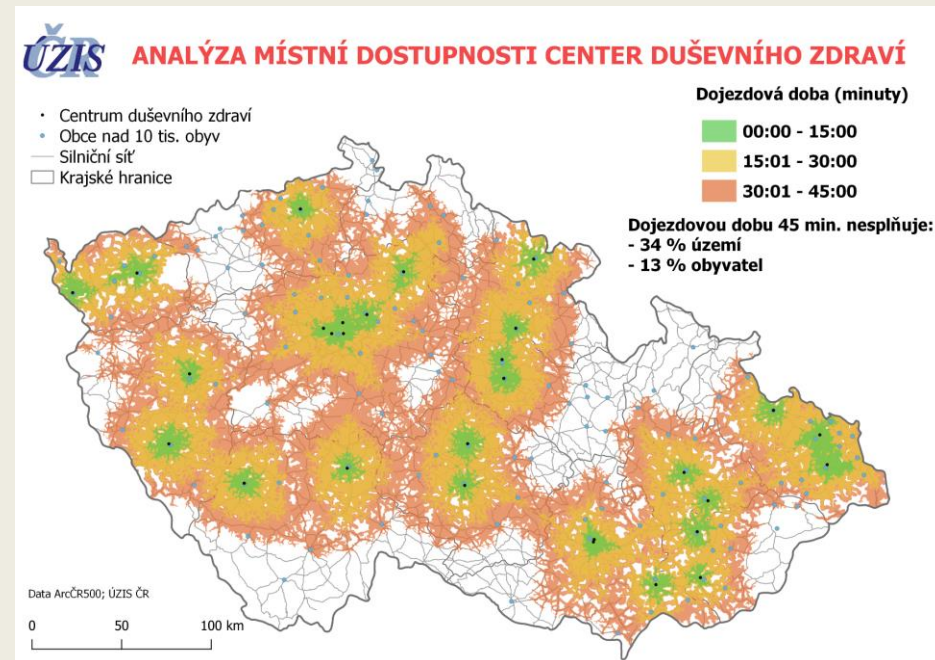 ÚZIS
ČR
ANALÝZA MÍSTNÍ DOSTUPNOSTI CENTER DUŠEVNÍHO ZDRAVÍ
Centrum duševního zdraví
Obce nad 10 tis. obyv
Silniční síť
Krajské hranice
Dojezdová doba (minuty)
00:00 - 15:00
15:01 - 30:00
30:01 - 45:00
Dojezdovou dobu 45 min. nesplňuje:
- 34 % území
- 13 % obyvatel
Data ArcČR500; ÚZIS ČR
0 50 100 km